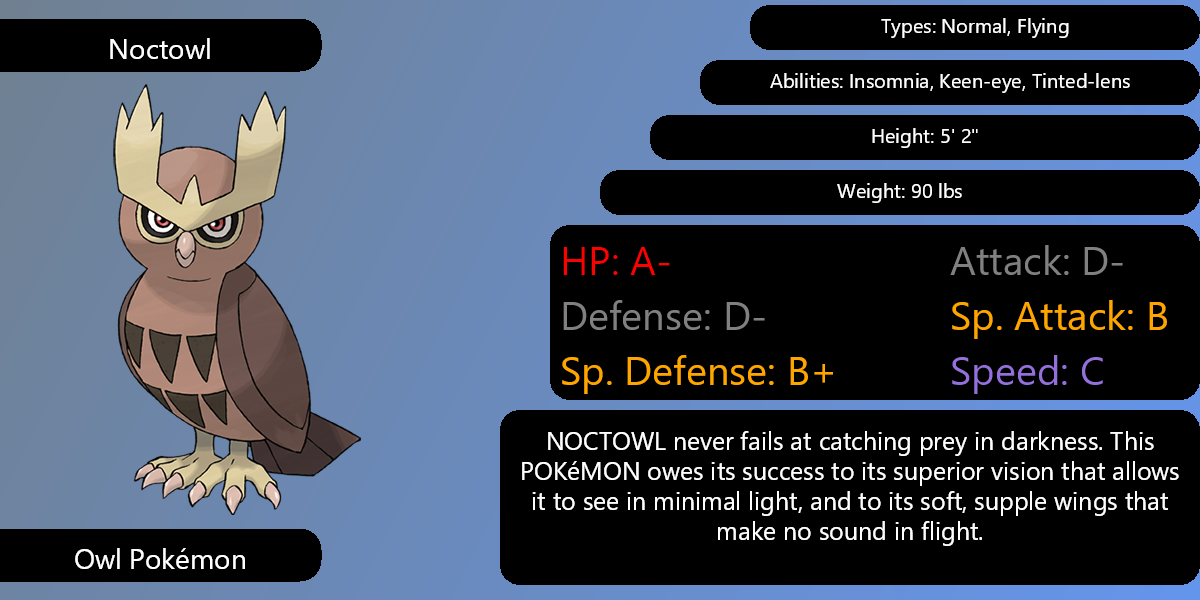 Noctowl
Types: Normal, Flying
Abilities: Insomnia, Keen-eye, Tinted-lens
Height: 5' 2"
Weight: 90 lbs
HP: A-
Attack: D-
Defense: D-
Sp. Attack: B
Sp. Defense: B+
Speed: C
NOCTOWL never fails at catching prey in darkness. This
POKéMON owes its success to its superior vision that allows
it to see in minimal light, and to its soft, supple wings that
make no sound in flight.
Owl Pokémon